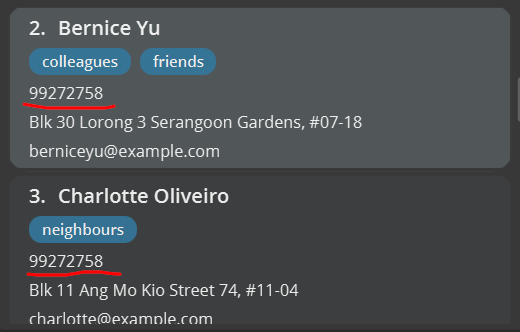 2. Bernice Yu
colleagues friends
99272758
Blk 30 Lorong 3 Serangoon Gardens, #07-18
berniceyu@example.com
3. Charlotte Oliveiro
neighbours
99272758
Blk 11 Ang Mo Kio Street 74, #11-04
charlotte@example.com